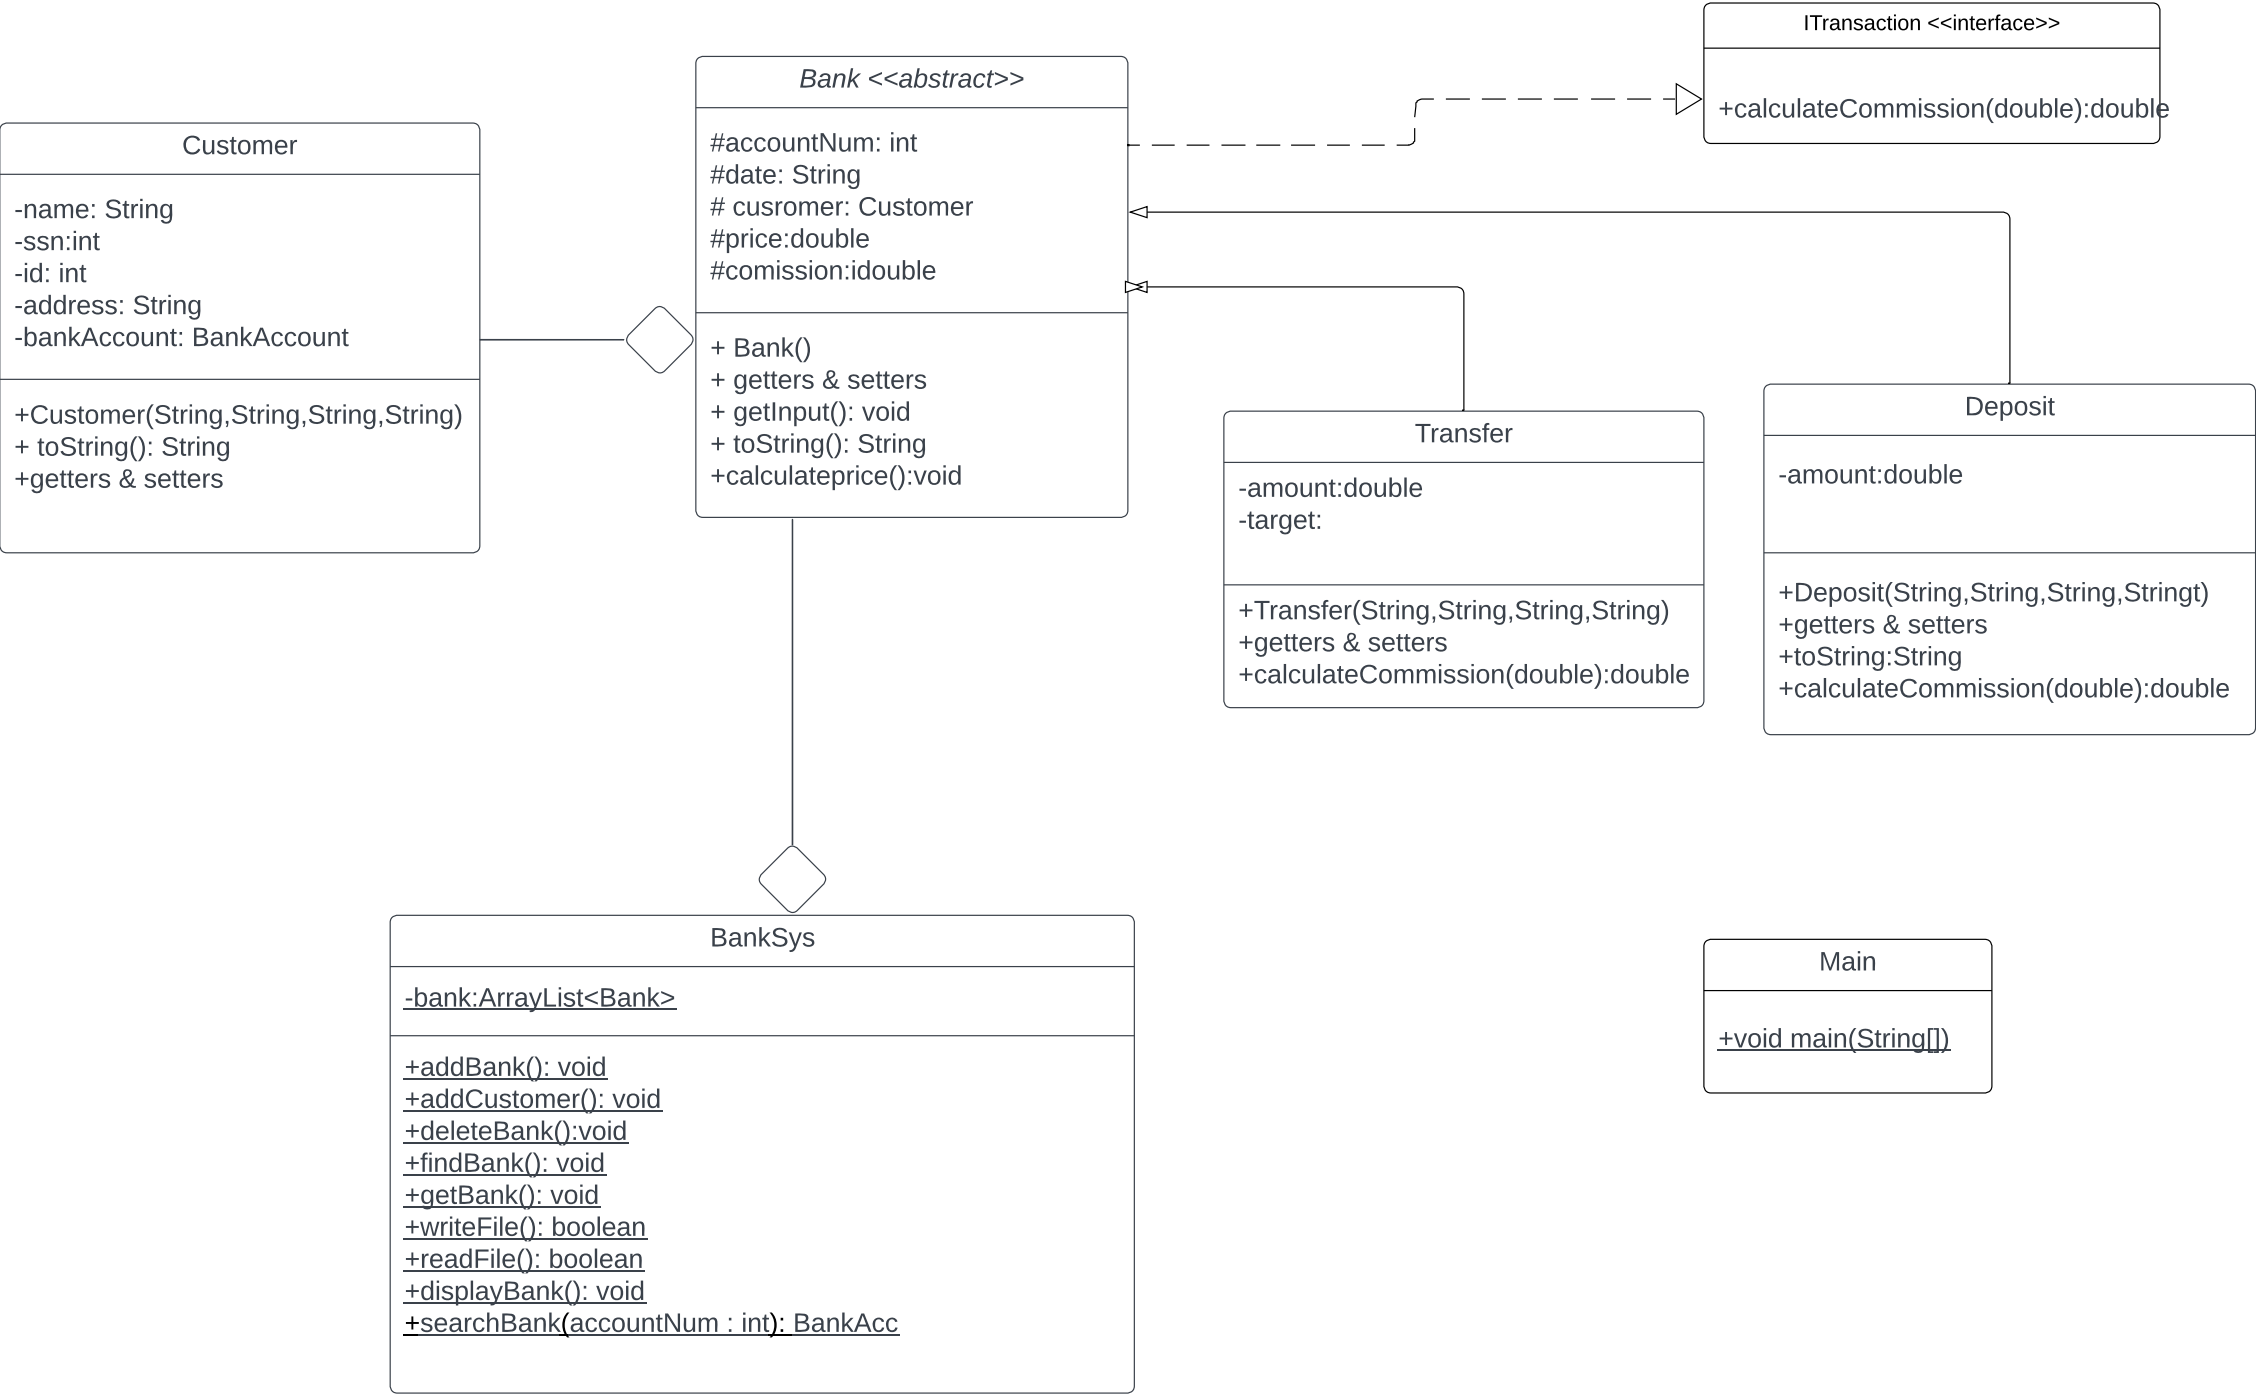 Customer
-name: String
-ssn:int
-id: int
-address: String
-bankAccount: BankAccount
+Customer(String,String,String,String)
+ toString(): String
+getters & setters
Bank <<abstract>>
#accountNum: int
#date: String
# cusromer: Customer
#price:double
#comission:idouble
+ Bank()
+ getters & setters
+ getInput(): void
+ toString(): String
+calculateprice():void
ITransaction <<interface>>
+calculateCommission(double):double
Transfer
-amount:double
-target:
+Transfer(String,String,String,String)
+getters & setters
+calculateCommission(double):double
Deposit
-amount:double
+Deposit(String,String,String,Stringt)
+getters & setters
+toString:String
+calculateCommission(double):double
BankSys
-bank:ArrayList<Bank>
+addBank(): void
+addCustomer(): void
+deleteBank():void
+findBank(): void
+getBank(): void
+writeFile(): boolean
+readFile(): boolean
+displayBank(): void
+searchBank(accountNum : int): BankAcc
Main
+void main(String[])